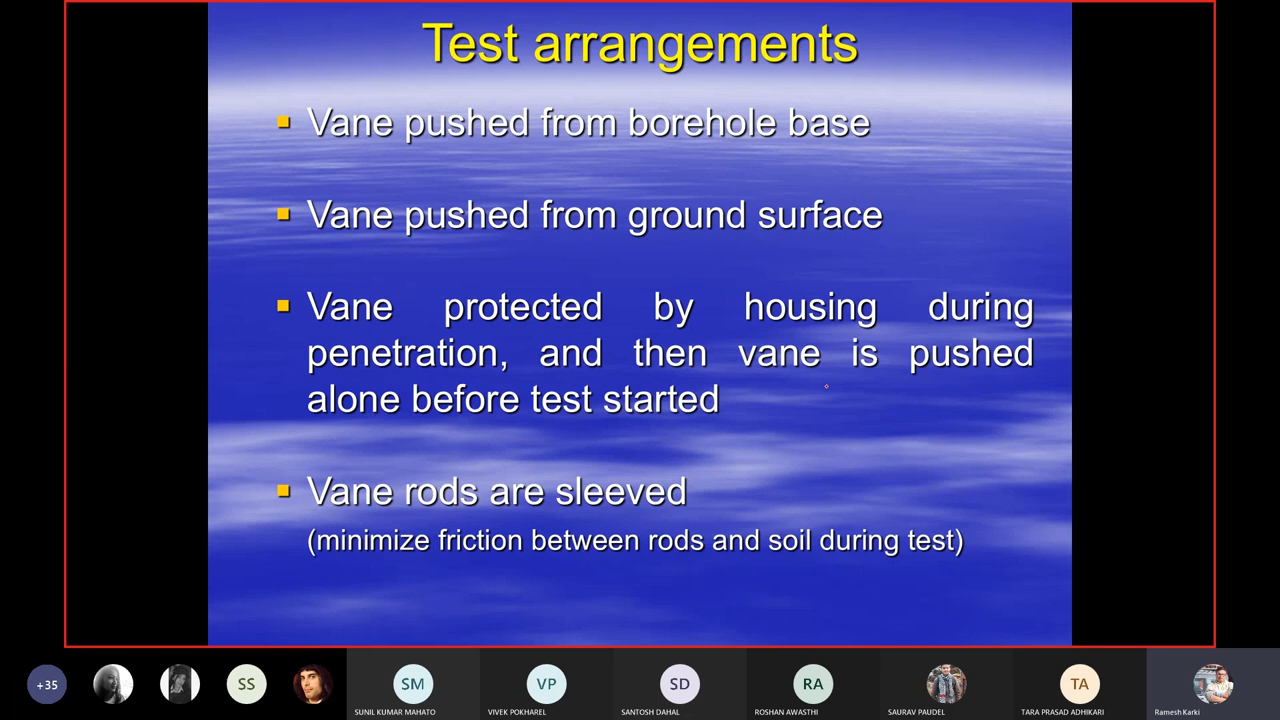 Test arrangements
Vane pushed from borehole base
Vane pushed from ground surface
Vane protected by housing during
penetration, and then vane is pushed
alone before test started
Vane rods are sleeved
(minimize friction between rods and soil during test)
+35
SS
SM
VP
SD
RA
TA
SUNIL KUMAR MAHATO
VIVEK POKHAREL
SANTOSH DAHAL
ROSHAN AWASTHI
SAURAV PAUDEL
TARA PRASAD ADHIKARI
Ramesh Karki